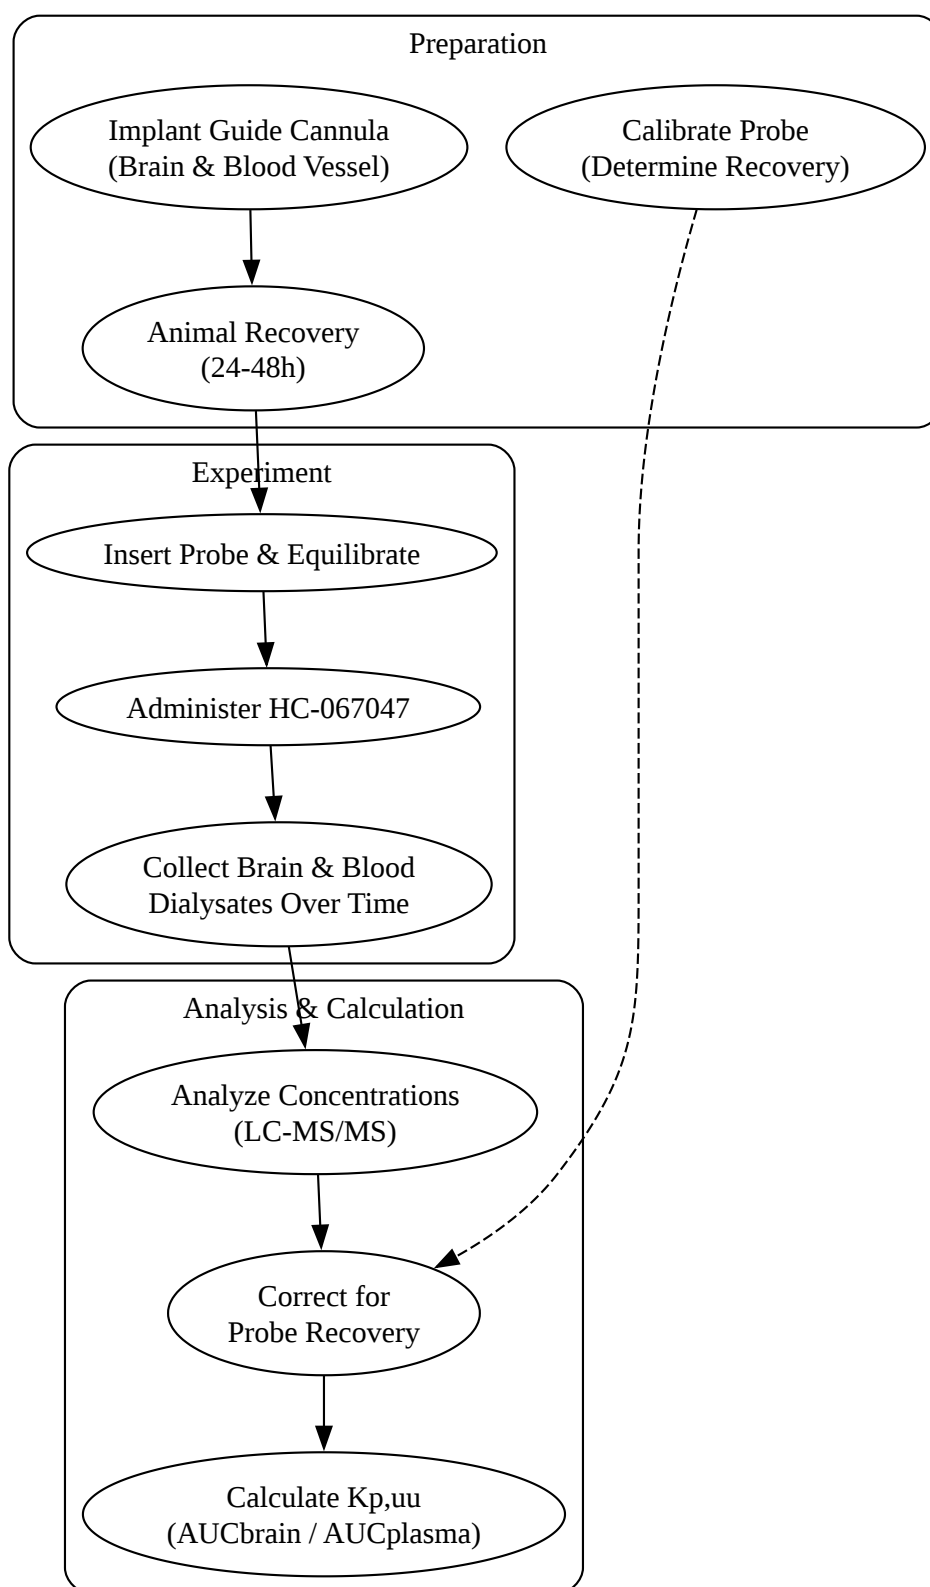 Preparation
Implant Guide Cannula
(Brain & Blood Vessel)
Calibrate Probe
(Determine Recovery)
Animal Recovery
(24-48h)
Experiment
Insert Probe & Equilibrate
Administer HC-067047
Collect Brain & Blood
Dialysates Over Time
Analysis & Calculation
Analyze Concentrations
(LC-MS/MS)
Correct for
Probe Recovery
Calculate Kp,uu
(AUCbrain / AUCplasma)